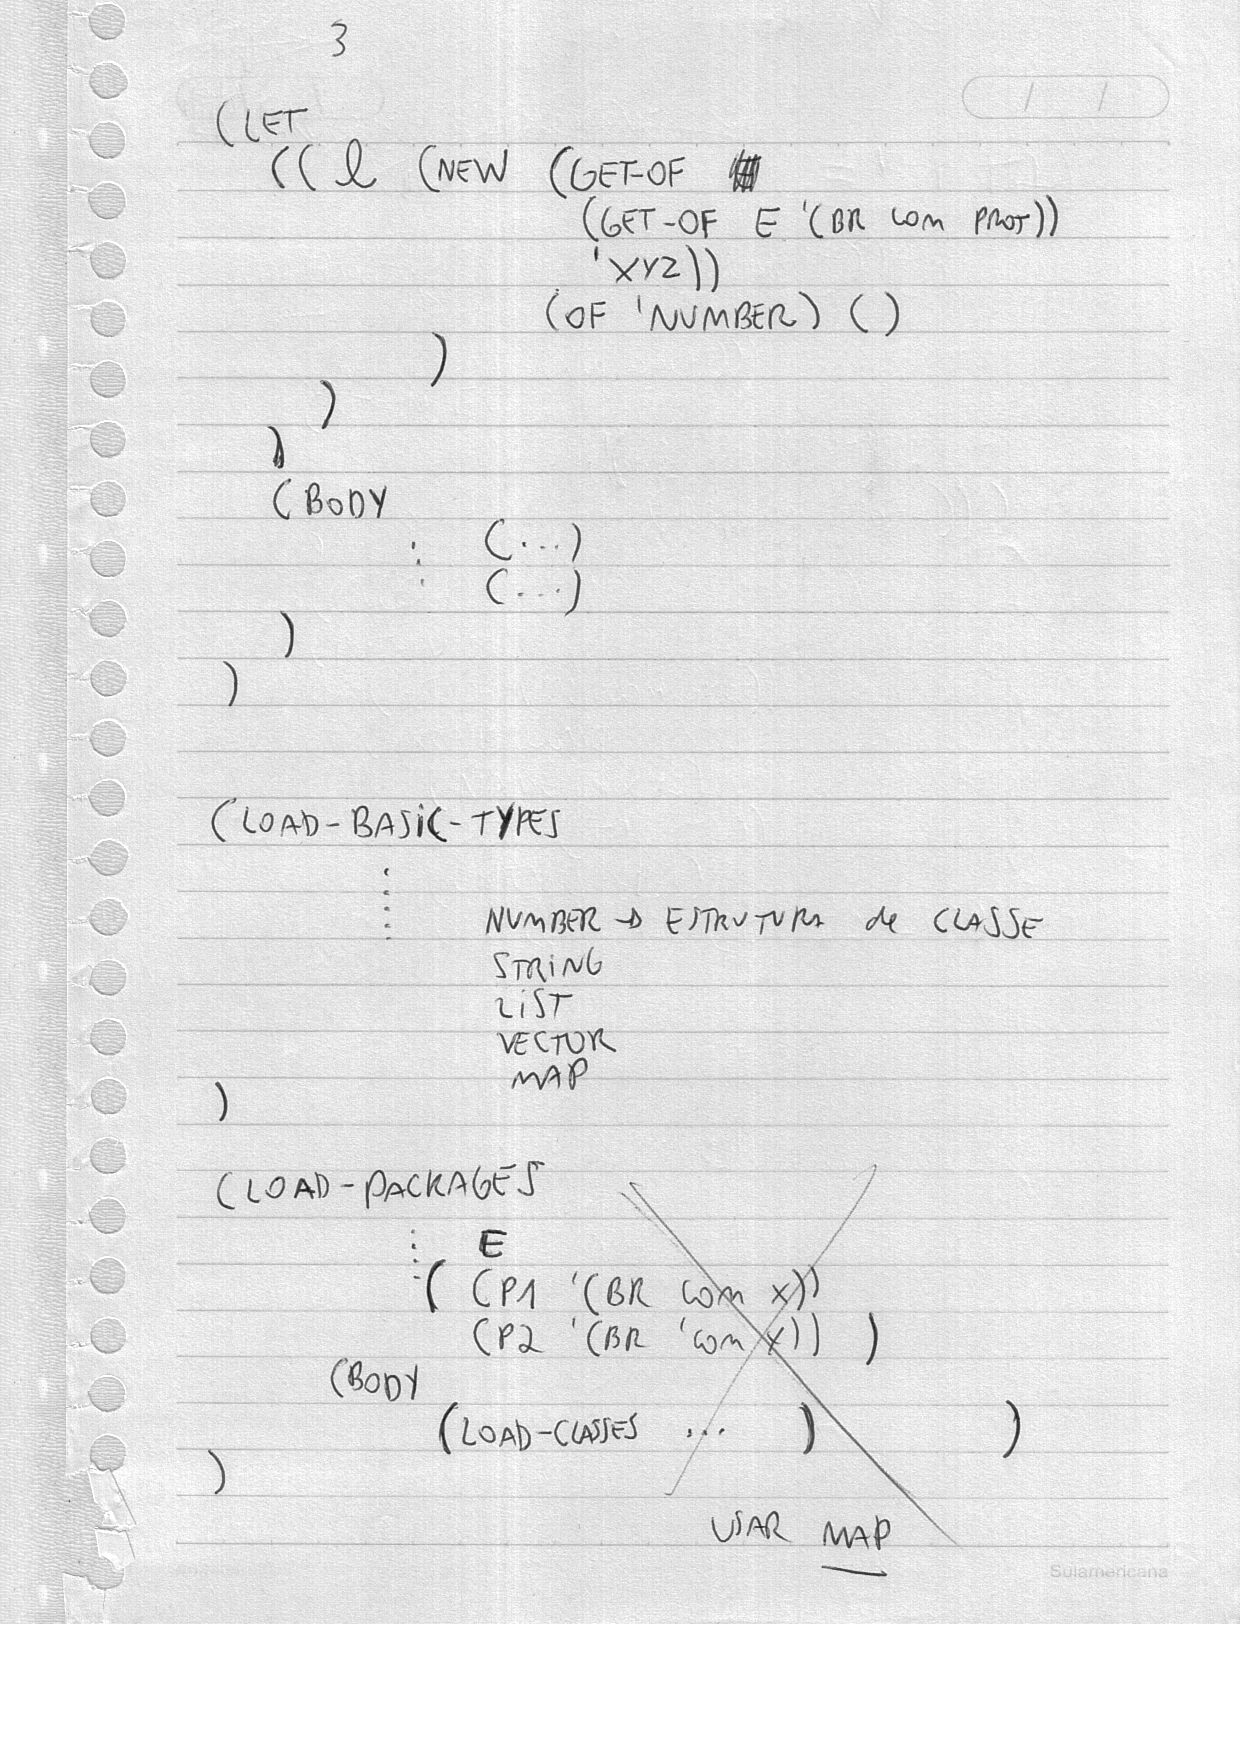 3
/ /
(LET
((l (NEW (GET-OF
(GET-OF E '(BR com PROT))
'XYZ))
(OF 'NUMBER) ()
)
)
)
(BODY
(...)
(...)
)
)
(LOAD-BASIC-TYPES
NUMBER → ESTRUTURA de CLASSE
STRING
LIST
VECTOR
MAP
)
(LOAD-PACKAGES
E
( (P1 '(BR com x))
(P2 '(BR 'com x)) )
(BODY
(LOAD-CLASSES ... ) )
)
USAR MAP
Sulamericana